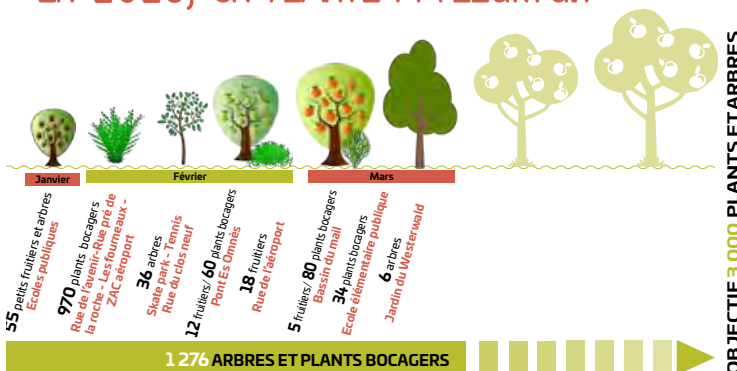 Janvier
Février
Mars
55 petits fruitiers et arbres
Ecoles publiques
970 plants bocagers
Rue de l'avenir-Rue pré de
la roche - Les fourneaux -
ZAC aéroport
36 arbres
Skate park - Tennis
Rue du clos neuf
12 fruitiers/ 60 plants bocagers
Pont Es Omnès
18 fruitiers
Rue de l'aéroport
5 fruitiers/ 80 plants bocagers
Bassin du mail
34 plants bocagers
Ecole élémentaire publique
6 arbres
Jardin du Westerwald
1 276 ARBRES ET PLANTS BOCAGERS
OBJECTIF 3 000 PLANTS ET ARBRES